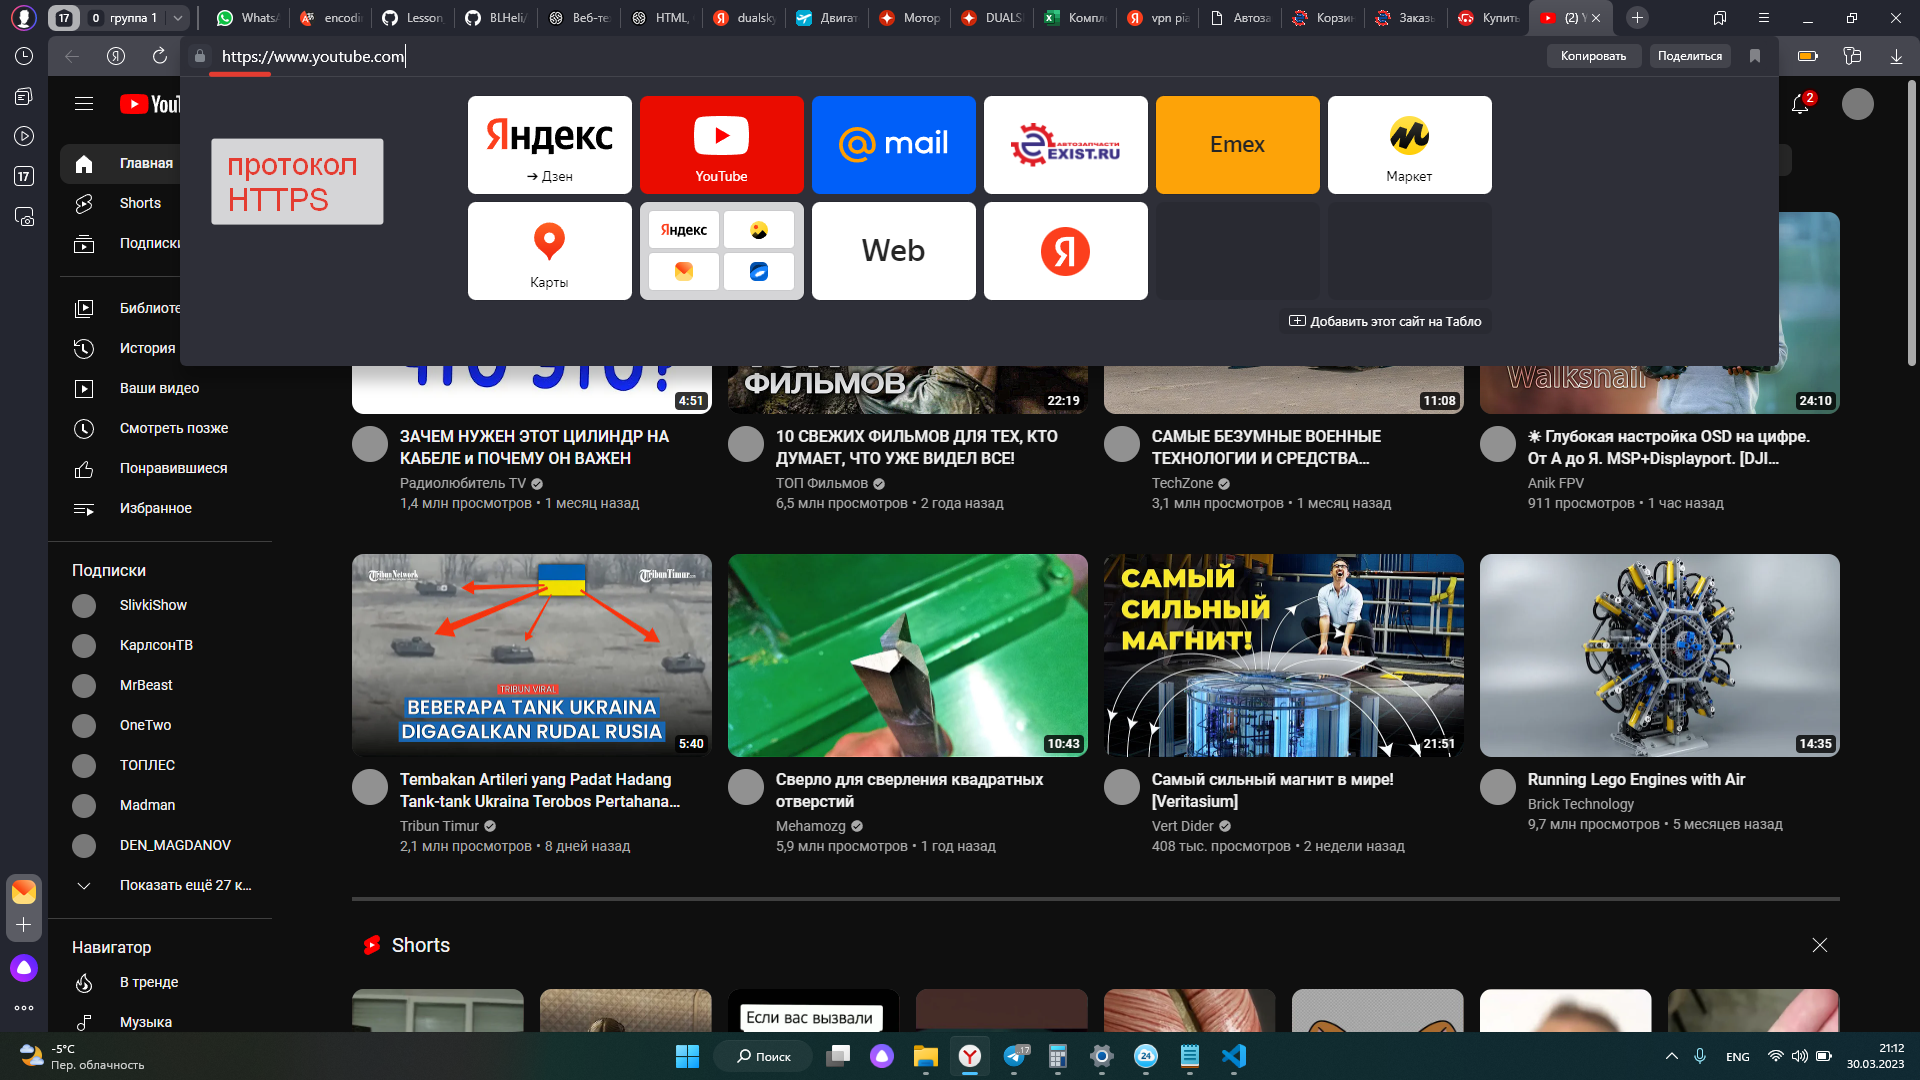 17
0 группа 1
Whats
encodi
Lesson
BLHeli/
Веб-те
HTML,
dualsky
Двигат
Мотор
DUALS
Компл
vpn pia
Автоза
Корзин
Заказы
Купить
(2) Y
https://www.youtube.com
Копировать
Поделиться
протокол
HTTPS
Яндекс
→ Дзен
YouTube
@mail
АВТОЗАПЧАСТИ
EXIST.RU
Emex
Маркет
Карты
Яндекс
Web
Я
Добавить этот сайт на Табло
2
17
Главная
Shorts
Подписки
Библиоте
История
Ваши видео
Смотреть позже
Понравившиеся
Избранное
Подписки
SlivkiShow
КарлсонТВ
MrBeast
OneTwo
ТОПЛЕС
Madman
DEN_MAGDANOV
Показать ещё 27 к...
Навигатор
В тренде
Музыка
ЧТО ЭТО?
4:51
ФИЛЬМОВ
22:19
11:08
Walksnail
24:10
ЗАЧЕМ НУЖЕН ЭТОТ ЦИЛИНДР НА
КАБЕЛЕ и ПОЧЕМУ ОН ВАЖЕН
Радиолюбитель TV
1,4 млн просмотров • 1 месяц назад
10 СВЕЖИХ ФИЛЬМОВ ДЛЯ ТЕХ, КТО
ДУМАЕТ, ЧТО УЖЕ ВИДЕЛ ВСЕ!
ТОП Фильмов
6,5 млн просмотров • 2 года назад
САМЫЕ БЕЗУМНЫЕ ВОЕННЫЕ
ТЕХНОЛОГИИ И СРЕДСТВА...
TechZone
3,1 млн просмотров • 1 месяц назад
☀ Глубокая настройка OSD на цифре.
От А до Я. MSP+Displayport. [DJI...
Anik FPV
911 просмотров • 1 час назад
Tribun Network
TribunTimur.com
TRIBUN VIRAL
BEBERAPA TANK UKRAINA
DIGAGALKAN RUDAL RUSIA
5:40
10:43
САМЫЙ
СИЛЬНЫЙ
МАГНИТ!
21:51
14:35
Tembakan Artileri yang Padat Hadang
Tank-tank Ukraina Terobos Pertahana...
Tribun Timur
2,1 млн просмотров • 8 дней назад
Сверло для сверления квадратных
отверстий
Mehamozg
5,9 млн просмотров • 1 год назад
Самый сильный магнит в мире!
[Veritasium]
Vert Dider
408 тыс. просмотров • 2 недели назад
Running Lego Engines with Air
Brick Technology
9,7 млн просмотров • 5 месяцев назад
Shorts
Если вас вызвали
-5°C
Пер. облачность
Поиск
17
24
ENG
21:12
30.03.2023